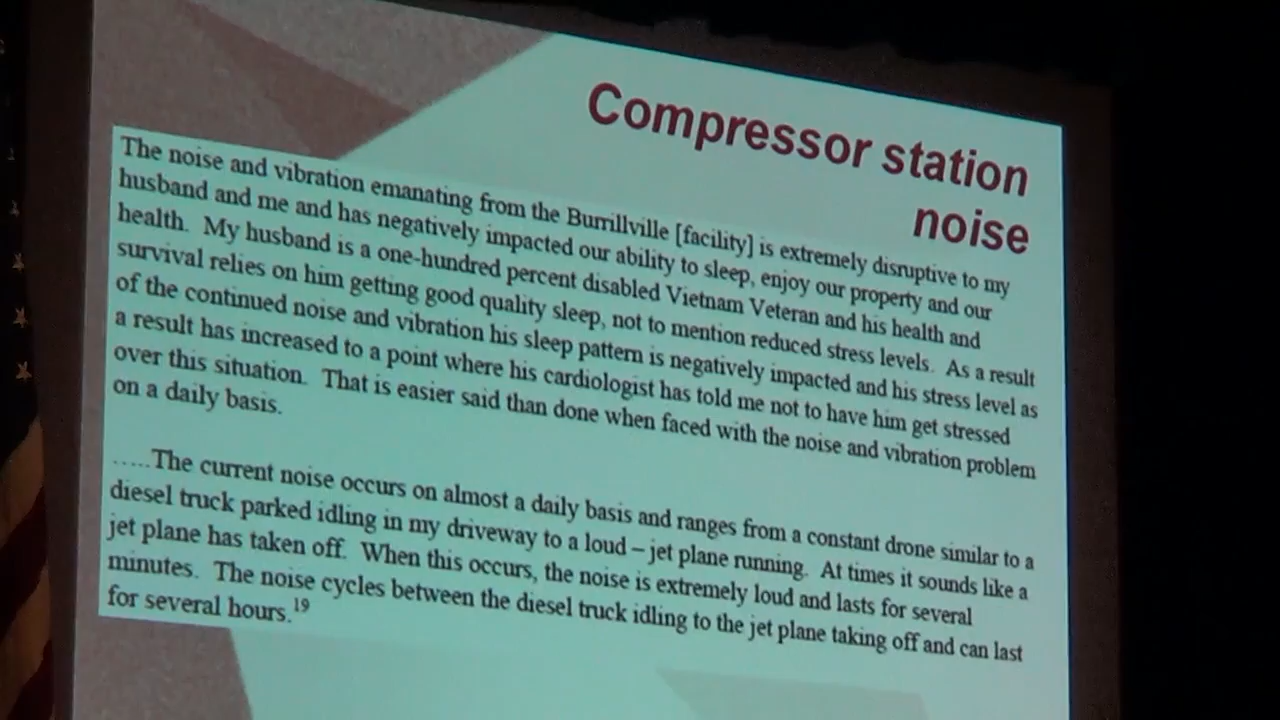 Compressor station
noise
The noise and vibration emanating from the Burrillville [facility] is extremely disruptive to my
husband and me and has negatively impacted our ability to sleep, enjoy our property and our
health. My husband is a one-hundred percent disabled Vietnam Veteran and his health and
survival relies on him getting good quality sleep, not to mention reduced stress levels. As a result
of the continued noise and vibration his sleep pattern is negatively impacted and his stress level as
a result has increased to a point where his cardiologist has told me not to have him get stressed
over this situation. That is easier said than done when faced with the noise and vibration problem
on a daily basis.
.....The current noise occurs on almost a daily basis and ranges from a constant drone similar to a
diesel truck parked idling in my driveway to a loud – jet plane running. At times it sounds like a
jet plane has taken off. When this occurs, the noise is extremely loud and lasts for several
minutes. The noise cycles between the diesel truck idling to the jet plane taking off and can last
for several hours.19